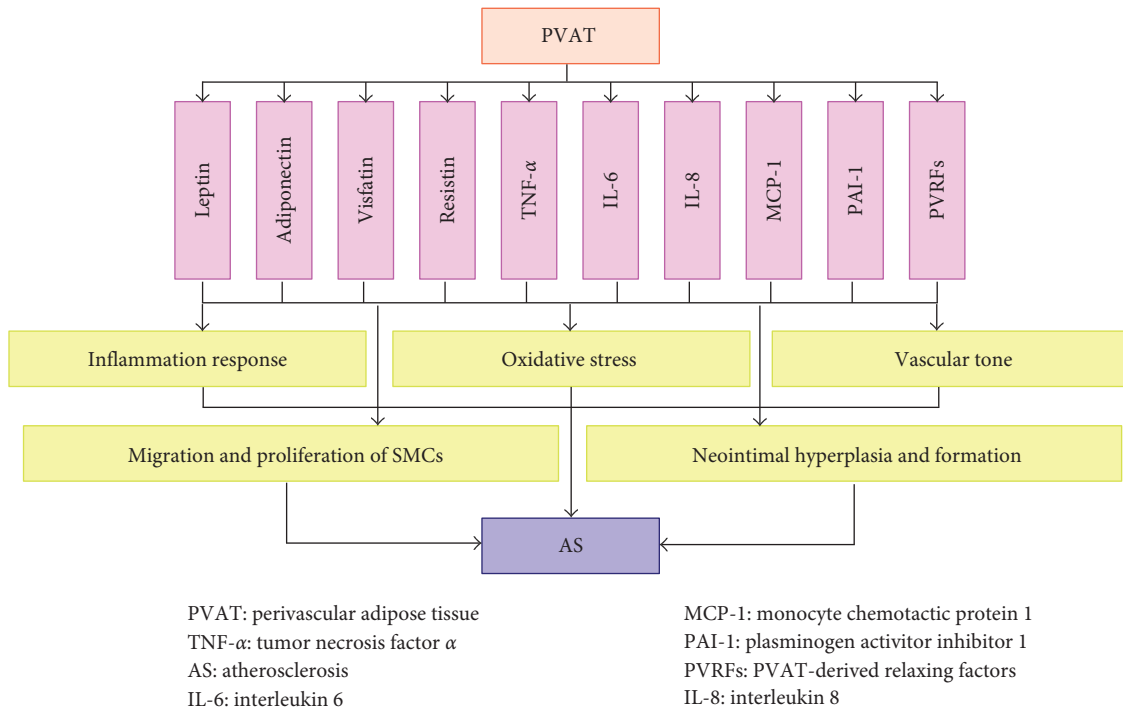 PVAT
Leptin
Adiponectin
Visfatin
Resistin
TNF-α
IL-6
IL-8
MCP-1
PAI-1
PVRFs
Inflammation response
Oxidative stress
Vascular tone
Migration and proliferation of SMCs
Neointimal hyperplasia and formation
AS
PVAT: perivascular adipose tissue
TNF-α: tumor necrosis factor α
AS: atherosclerosis
IL-6: interleukin 6
MCP-1: monocyte chemotactic protein 1
PAI-1: plasminogen activitor inhibitor 1
PVRFs: PVAT-derived relaxing factors
IL-8: interleukin 8